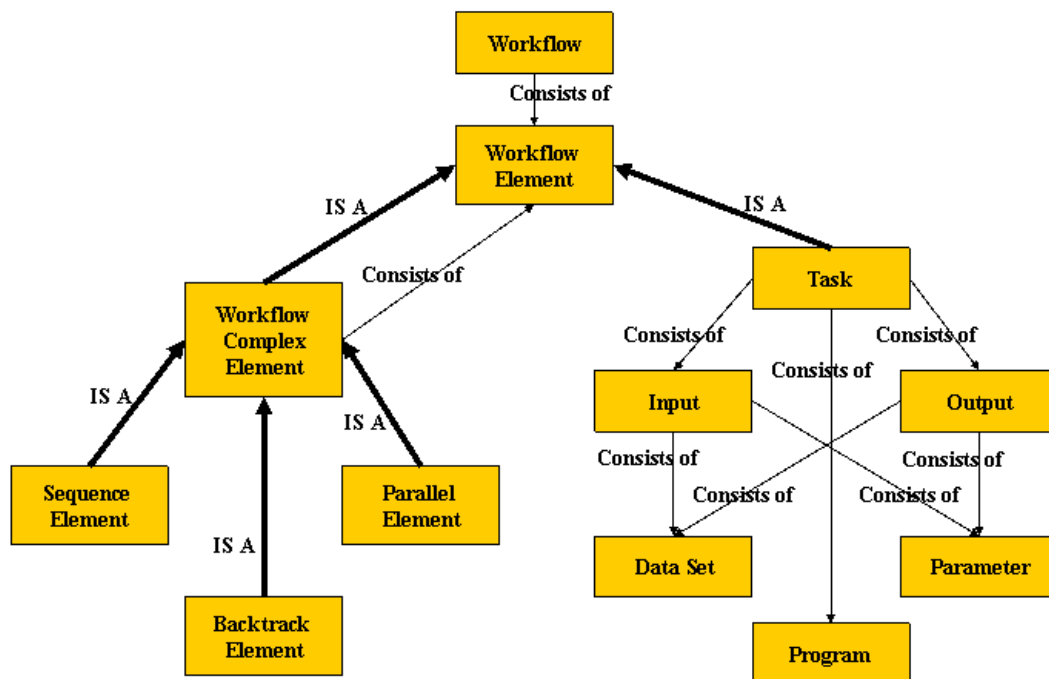 Workflow
Consists of
Workflow
Element
IS A
IS A
Consists of
Task
Workflow
Complex
Element
Consists of
Consists of
Consists of
IS A
Input
Output
IS A
Consists of
Consists of
Sequence
Element
Parallel
Element
Consists of
Consists of
IS A
Data Set
Parameter
Backtrack
Element
Program